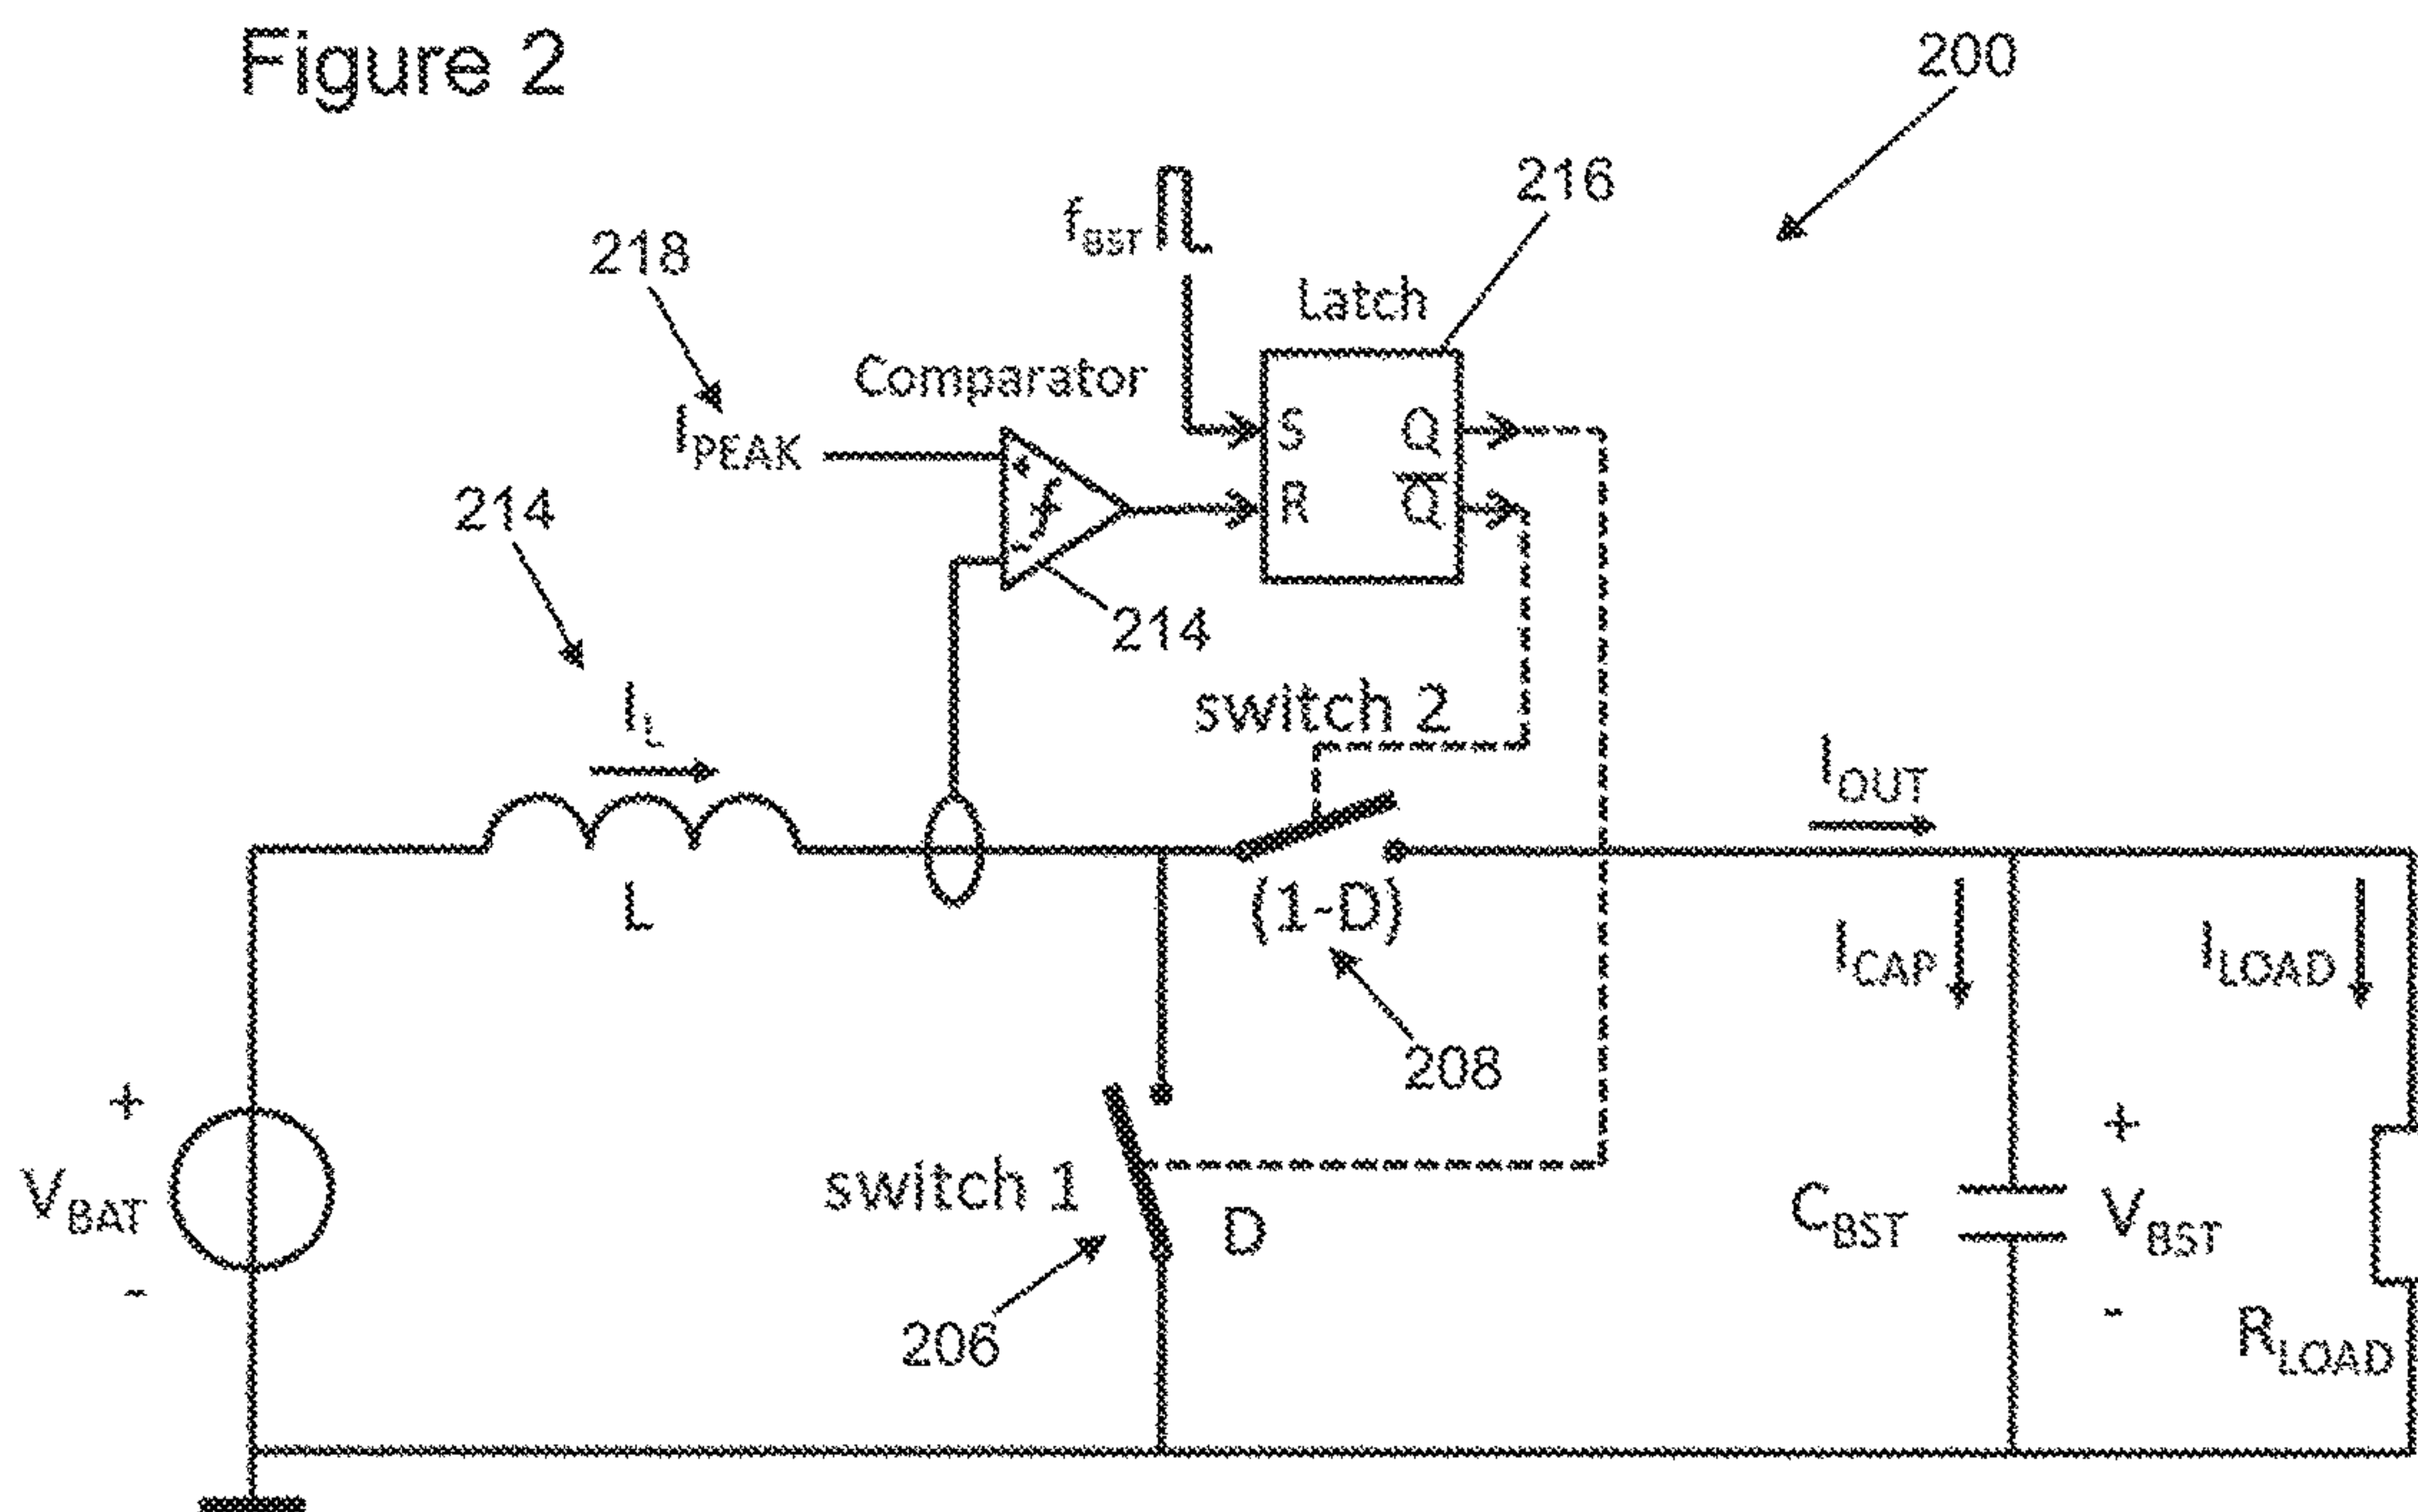 Figure 2
200
216
218
f_BST
Latch
Comparator
I_PEAK
S Q
R Q̅
+
-
214
214
I_L
switch 2
I_OUT
L
(1-D)
I_CAP
I_LOAD
208
+
V_BAT
-
switch 1
D
206
C_BST
+
V_BST
-
R_LOAD